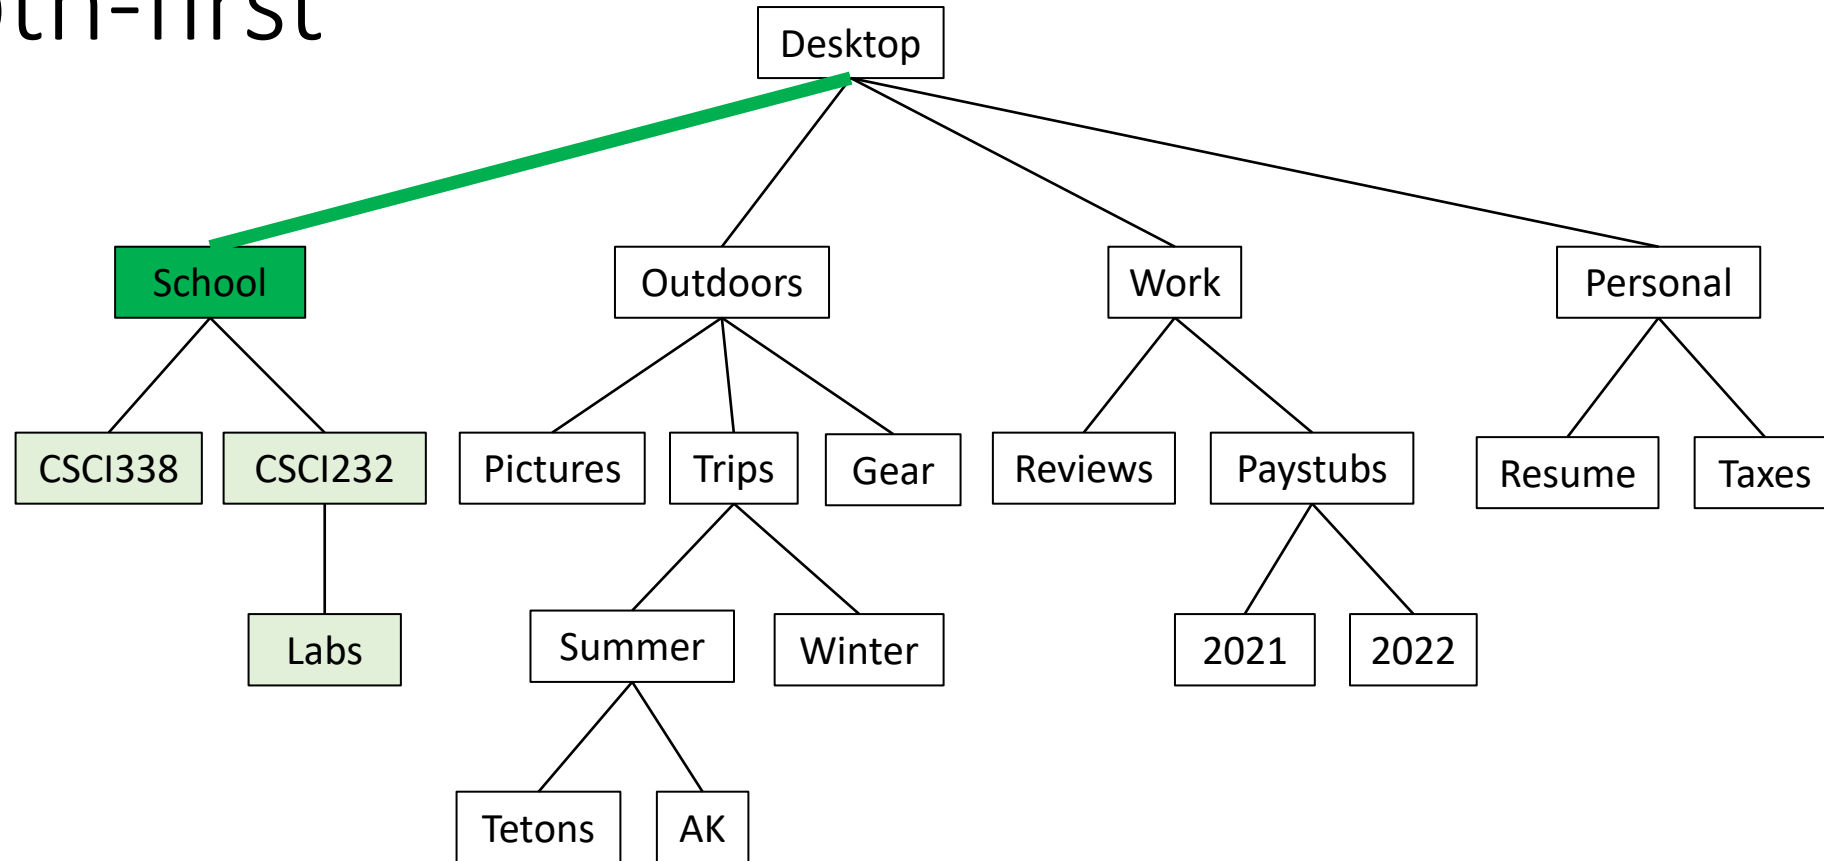 Desktop
School Outdoors Work Personal
CSCI338 CSCI232 Pictures Trips Gear Reviews Paystubs Resume Taxes
Labs Summer Winter 2021 2022
Tetons AK